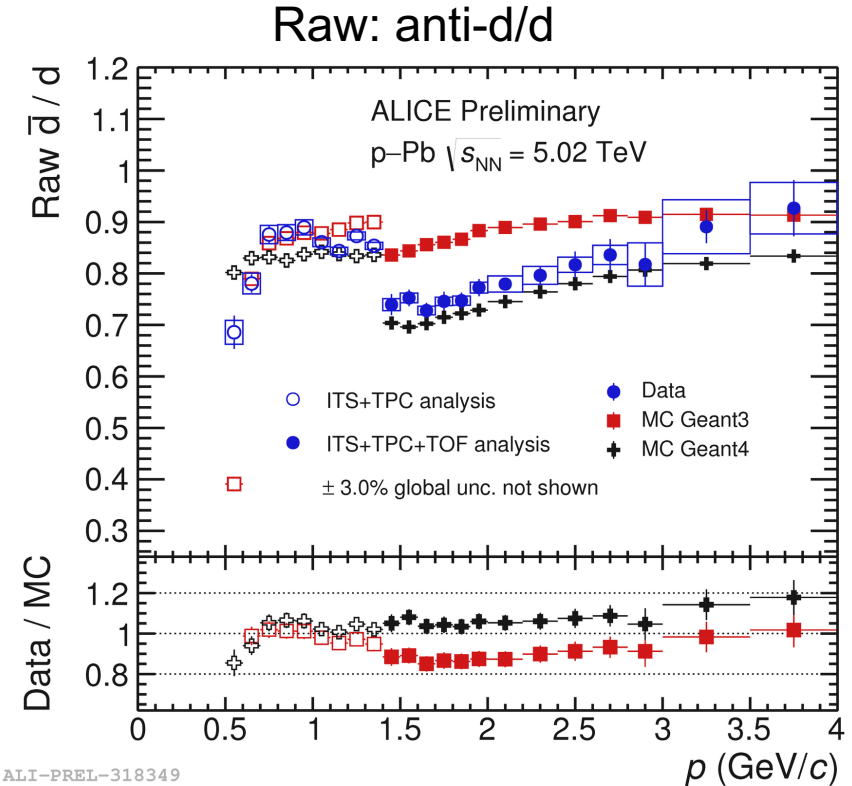 Raw: anti-d/d
Raw d̅ / d
1.2
1.1
1
0.9
0.8
0.7
0.6
0.5
0.4
0.3
ALICE Preliminary
p−Pb √sNN = 5.02 TeV
ITS+TPC analysis
ITS+TPC+TOF analysis
± 3.0% global unc. not shown
Data
MC Geant3
MC Geant4
Data / MC
1.2
1
0.8
0 0.5 1 1.5 2 2.5 3 3.5 4
p (GeV/c)
ALI−PREL−318349